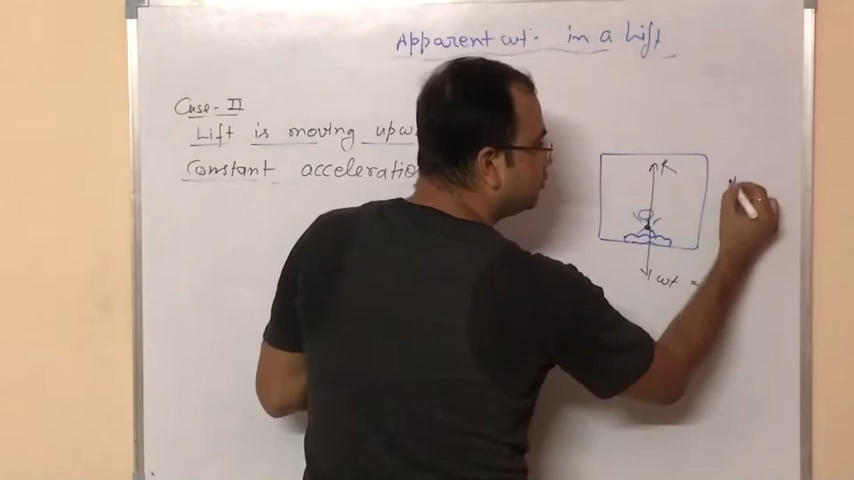 Apparent wt. in a Lift
Case - II
Lift is moving upw
Constant acceleratio
R
wt =